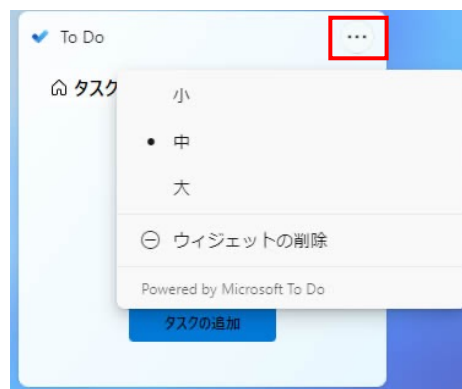 To Do
タスク
小
中
大
ウィジェットの削除
Powered by Microsoft To Do
タスクの追加